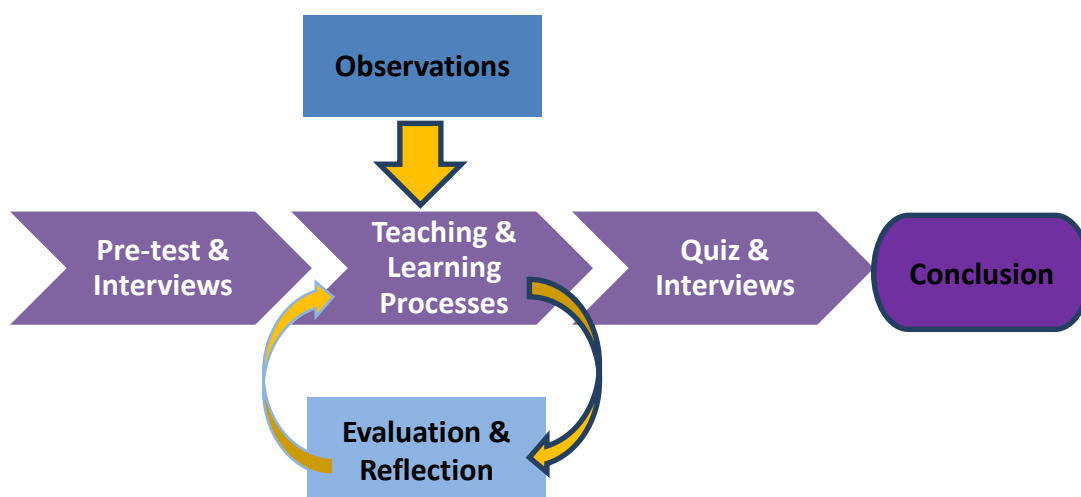 Observations
Pre-test &
Interviews
Teaching &
Learning
Processes
Quiz &
Interviews
Conclusion
Evaluation &
Reflection